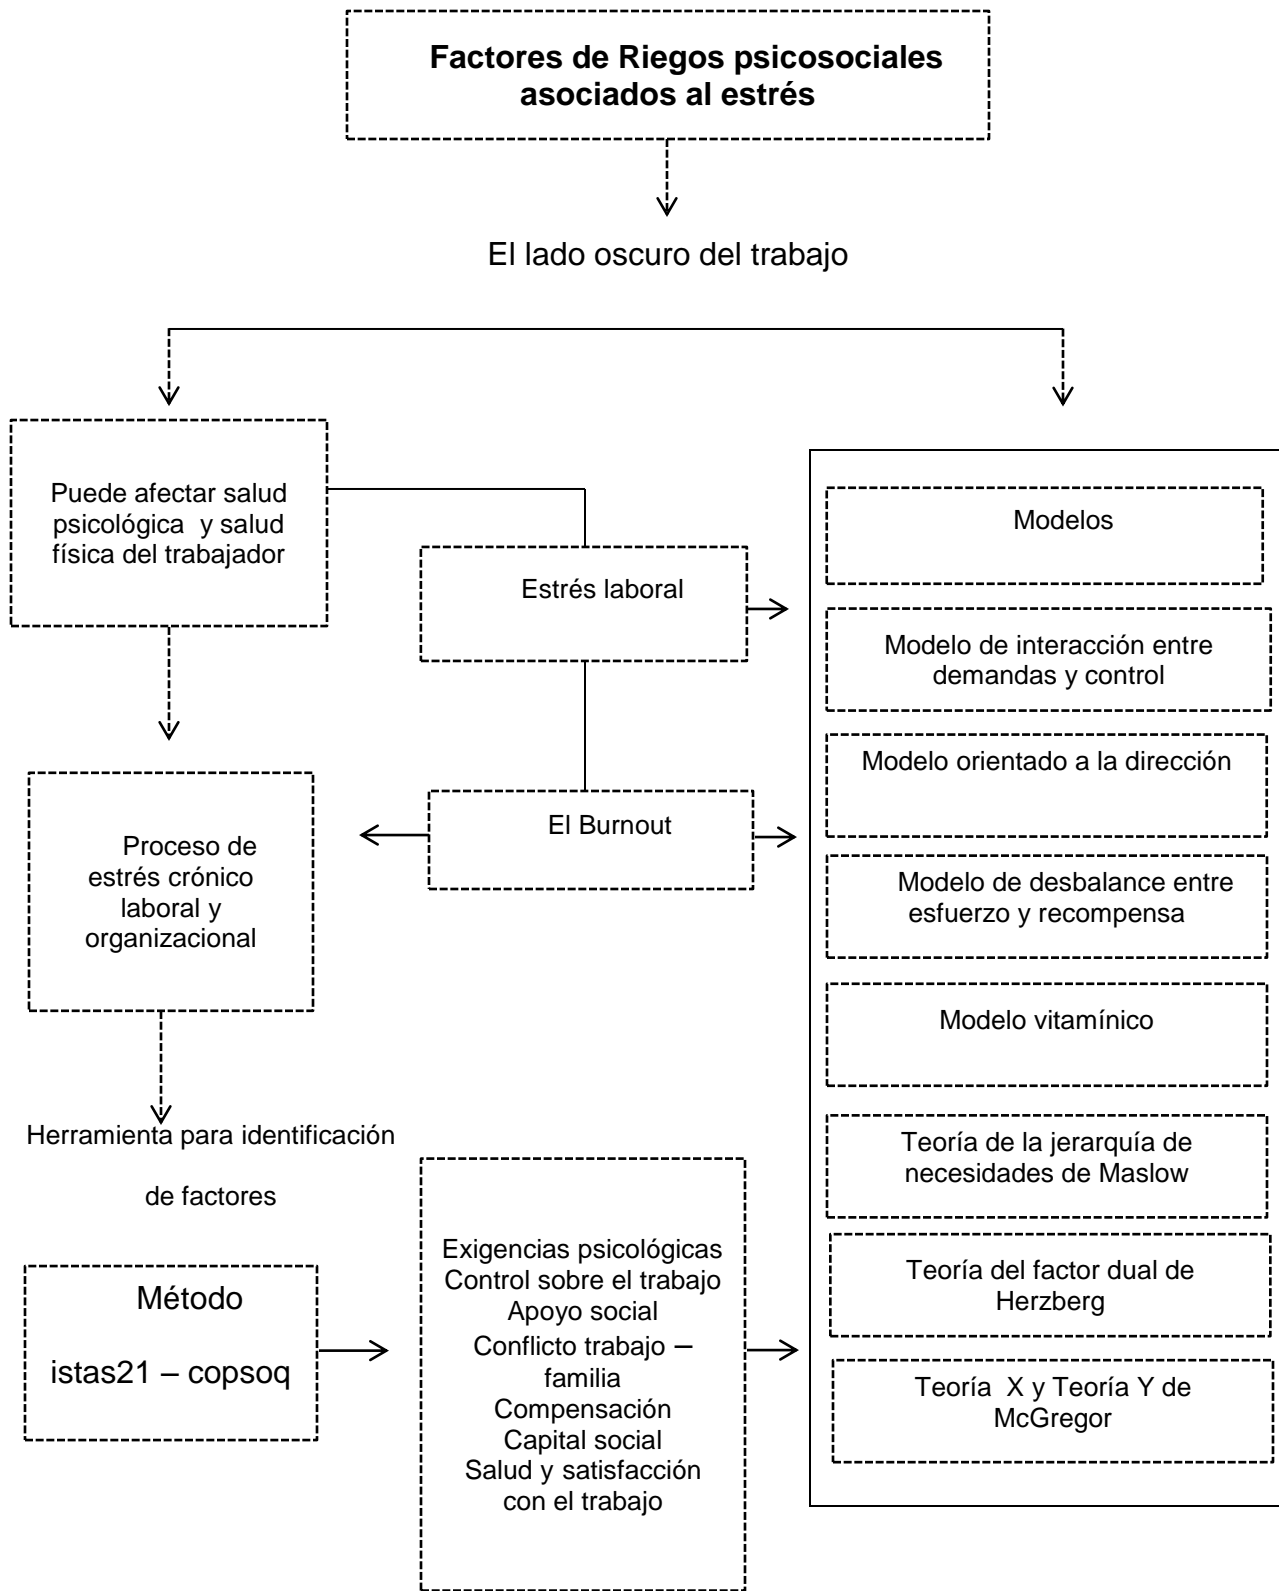 Factores de Riegos psicosociales
asociados al estrés
El lado oscuro del trabajo
Puede afectar salud
psicológica y salud
física del trabajador
Estrés laboral
El Burnout
Proceso de
estrés crónico
laboral y
organizacional
Herramienta para identificación
de factores
Método
istas21 – copsoq
Exigencias psicológicas
Control sobre el trabajo
Apoyo social
Conflicto trabajo –
familia
Compensación
Capital social
Salud y satisfacción
con el trabajo
Modelos
Modelo de interacción entre
demandas y control
Modelo orientado a la dirección
Modelo de desbalance entre
esfuerzo y recompensa
Modelo vitamínico
Teoría de la jerarquía de
necesidades de Maslow
Teoría del factor dual de
Herzberg
Teoría X y Teoría Y de
McGregor